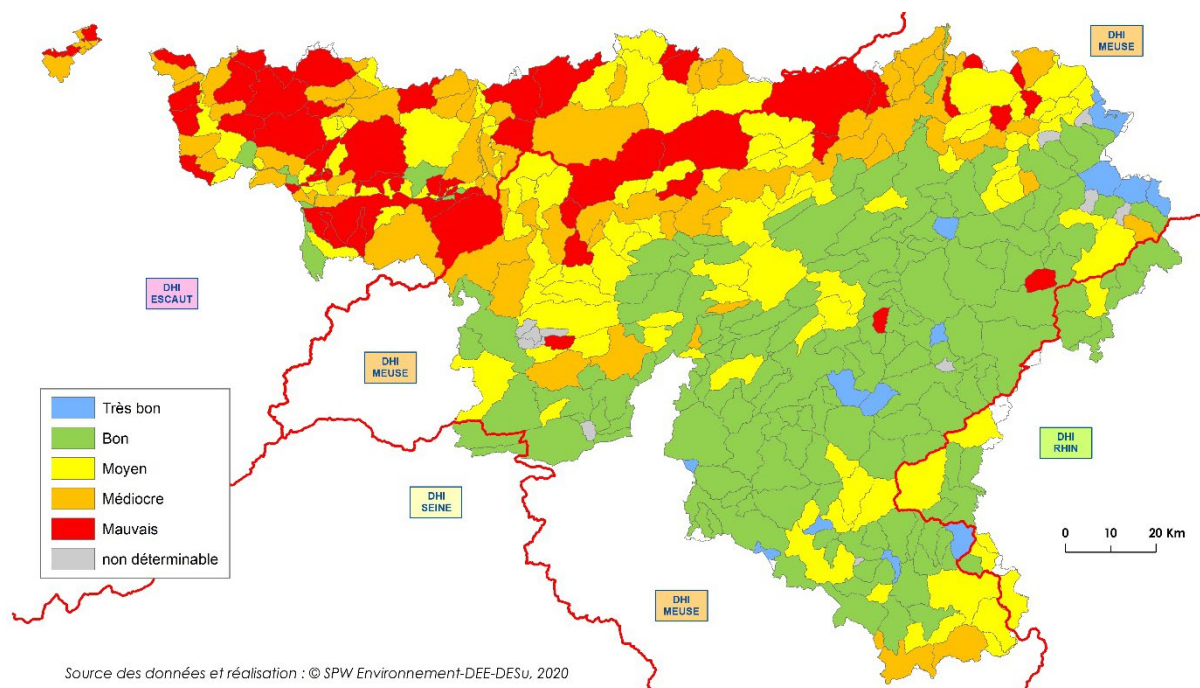 DHI
MEUSE
DHI
ESCAUT
DHI
MEUSE
DHI
RHIN
DHI
SEINE
DHI
MEUSE
Très bon
Bon
Moyen
Médiocre
Mauvais
non déterminable
0 10 20 Km
Source des données et réalisation : © SPW Environnement-DEE-DESu, 2020